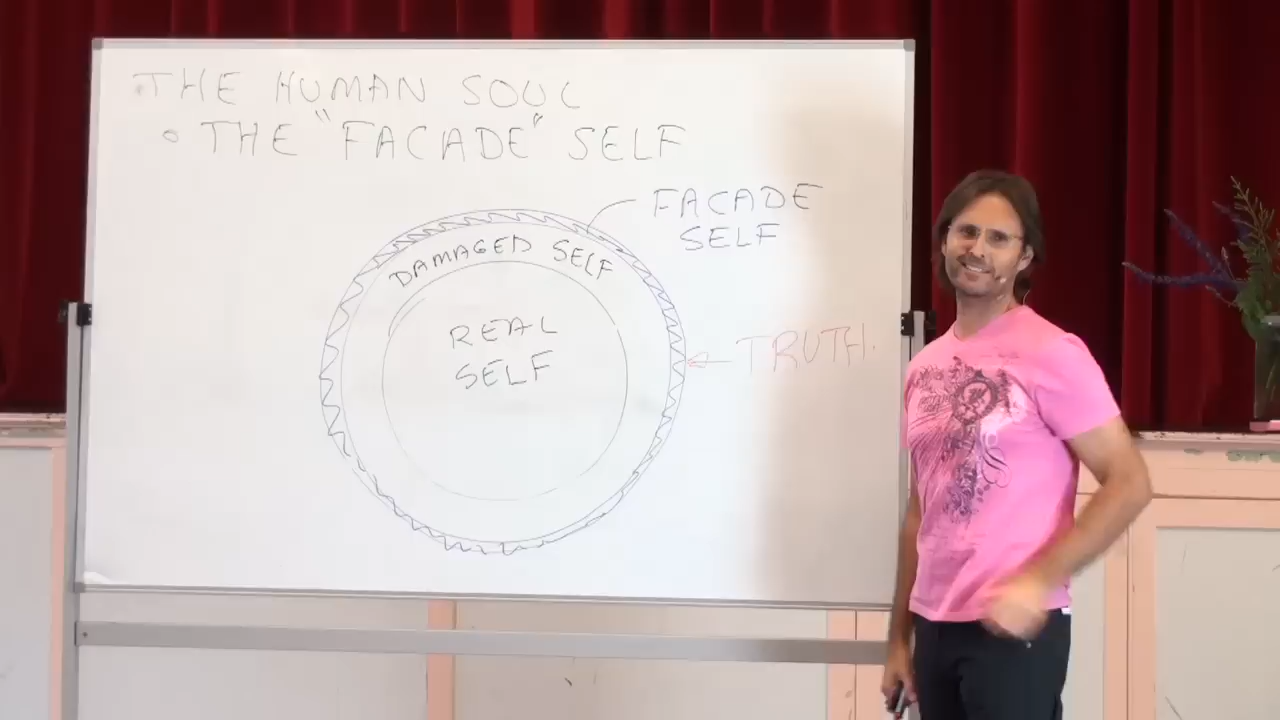 THE HUMAN SOUL
• THE "FACADE" SELF
FACADE
SELF
DAMAGED SELF
REAL
SELF
TRUTH.